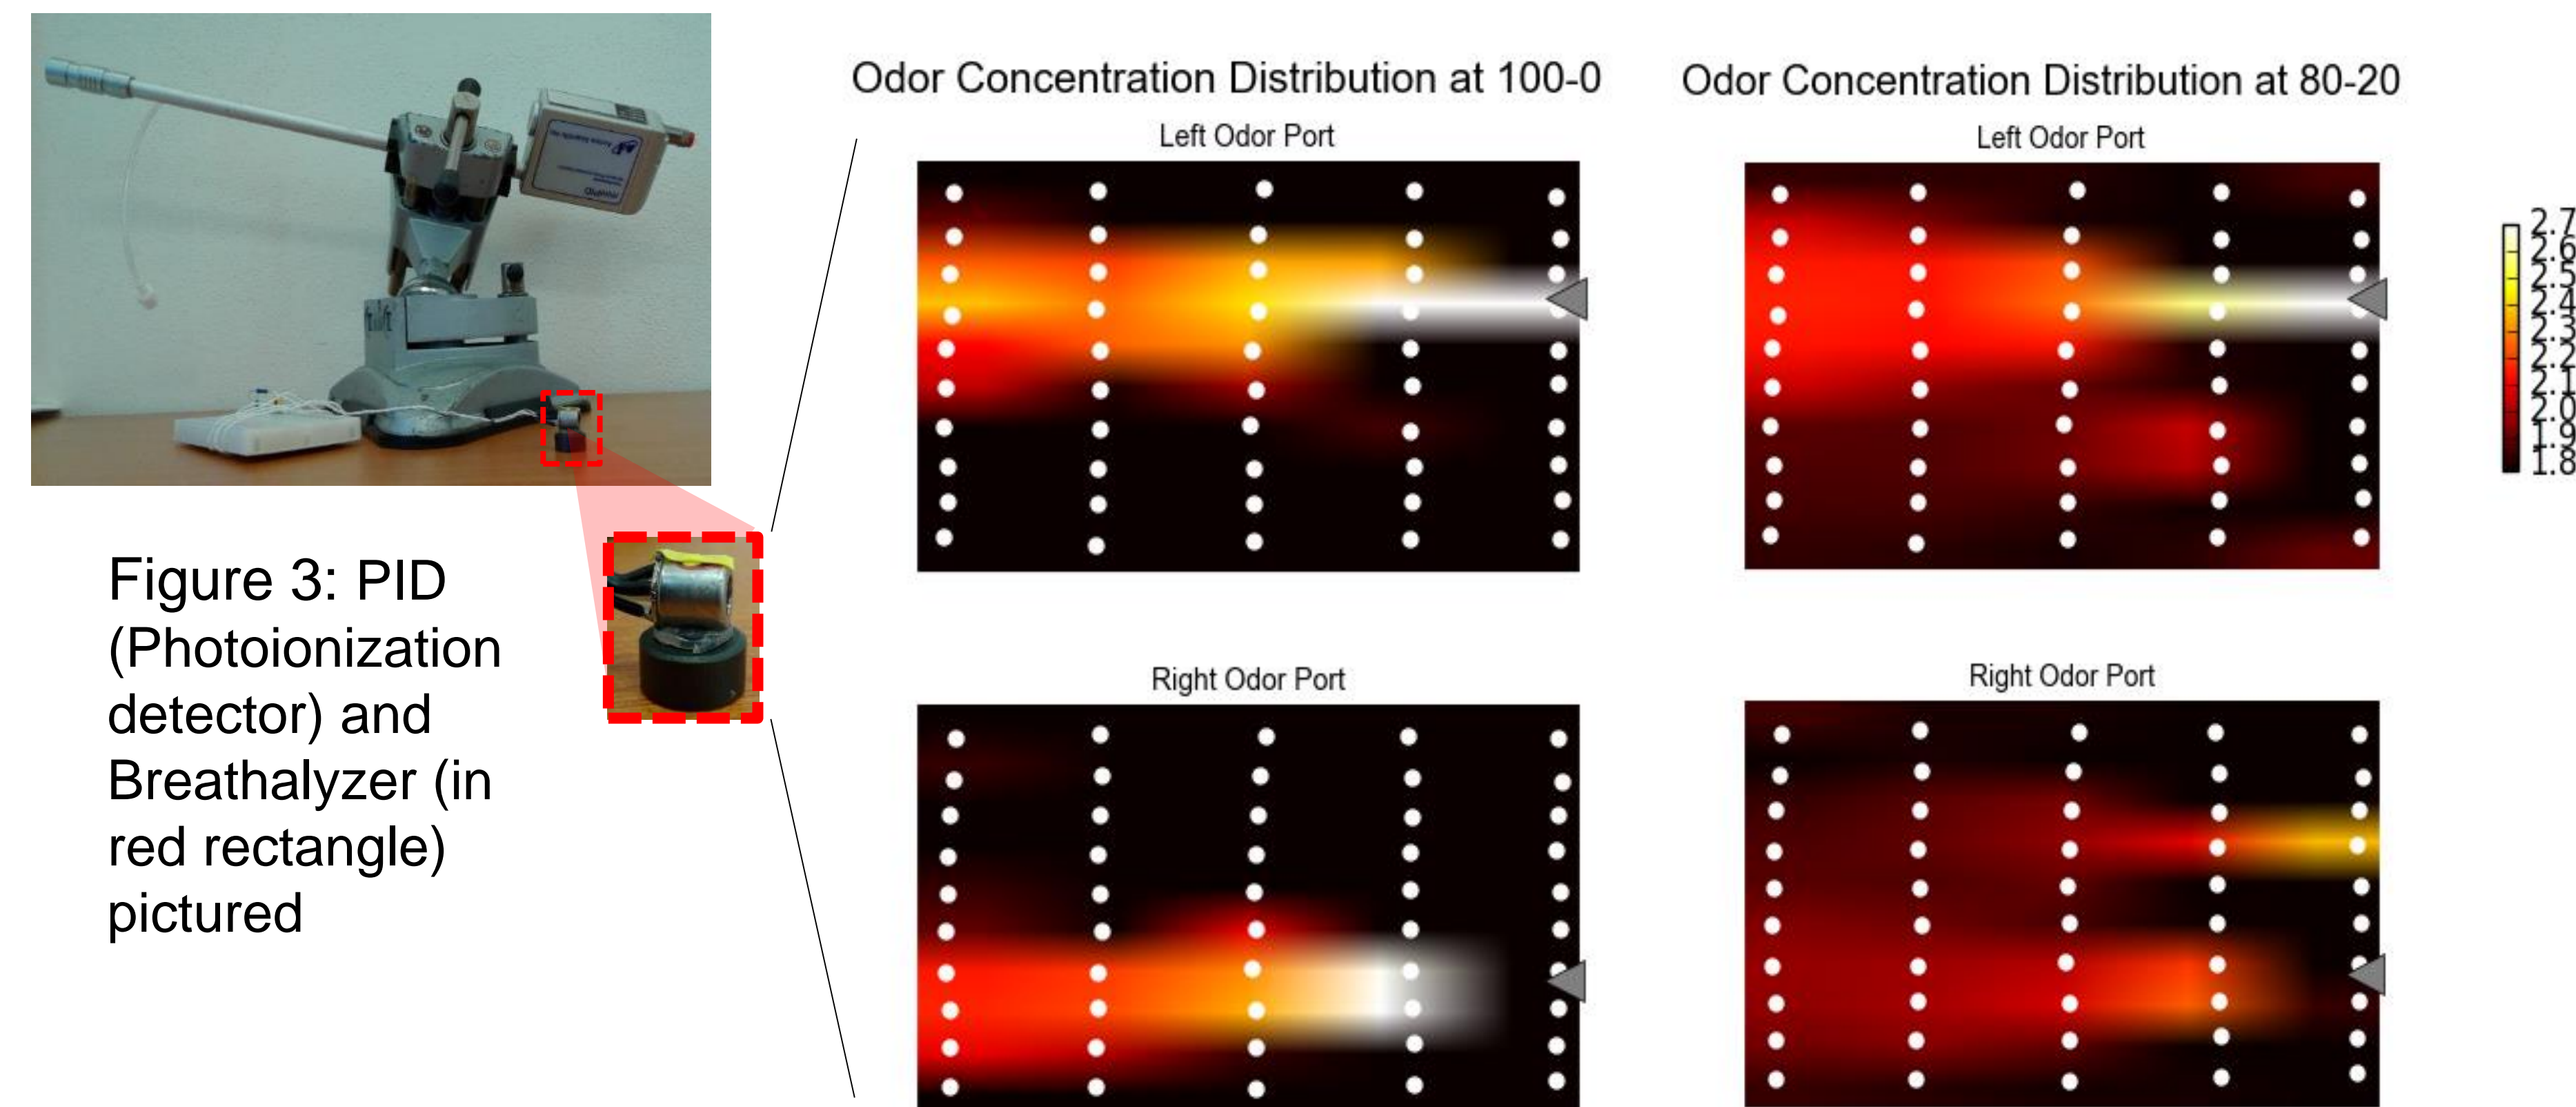 Odor Concentration Distribution at 100-0
Left Odor Port
Right Odor Port
Odor Concentration Distribution at 80-20
Left Odor Port
Right Odor Port
2.7
2.6
2.5
2.4
2.3
2.2
2.1
2.0
1.9
1.8
Figure 3: PID
(Photoionization
detector) and
Breathalyzer (in
red rectangle)
pictured